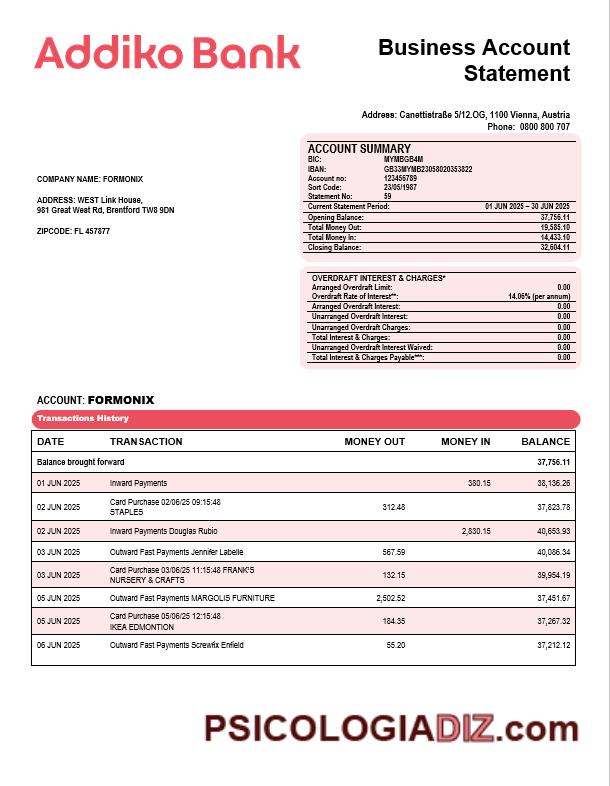 Addiko Bank
Business Account
Statement
Address: Canettistraße 5/12.OG, 1100 Vienna, Austria
Phone: 0800 800 707
COMPANY NAME: FORMONIX
ADDRESS: WEST Link House,
981 Great West Rd, Brentford TW8 9DN
ZIPCODE: FL 457877
ACCOUNT SUMMARY
BIC: MYMBGB4M
IBAN: GB33MYMB23058020353822
Account no: 123456789
Sort Code: 23/05/1987
Statement No: 59
Current Statement Period: 01 JUN 2025 – 30 JUN 2025
Opening Balance: 37,756.11
Total Money Out: 19,585.10
Total Money In: 14,433.10
Closing Balance: 32,604.11
OVERDRAFT INTEREST & CHARGES*
Arranged Overdraft Limit: 0.00
Overdraft Rate of Interest**: 14.06% (per annum)
Arranged Overdraft Interest: 0.00
Unarranged Overdraft Interest: 0.00
Unarranged Overdraft Charges: 0.00
Total Interest & Charges: 0.00
Unarranged Overdraft Interest Waived: 0.00
Total Interest & Charges Payable***: 0.00
ACCOUNT: FORMONIX
Transactions History
DATE TRANSACTION MONEY OUT MONEY IN BALANCE
Balance brought forward 37,756.11
01 JUN 2025 Inward Payments 380.15 38,136.26
02 JUN 2025 Card Purchase 02/06/25 09:15:48 312.48 37,823.78
STAPLES
02 JUN 2025 Inward Payments Douglas Rubio 2,830.15 40,653.93
03 JUN 2025 Outward Fast Payments Jennifer Labelle 567.59 40,086.34
03 JUN 2025 Card Purchase 03/06/25 11:15:48 FRANK'S 132.15 39,954.19
NURSERY & CRAFTS
05 JUN 2025 Outward Fast Payments MARGOLIS FURNITURE 2,502.52 37,451.67
05 JUN 2025 Card Purchase 05/06/25 12:15:48 184.35 37,267.32
IKEA EDMONTION
06 JUN 2025 Outward Fast Payments Screwfix Enfield 55.20 37,212.12
PSICOLOGIADIZ.com